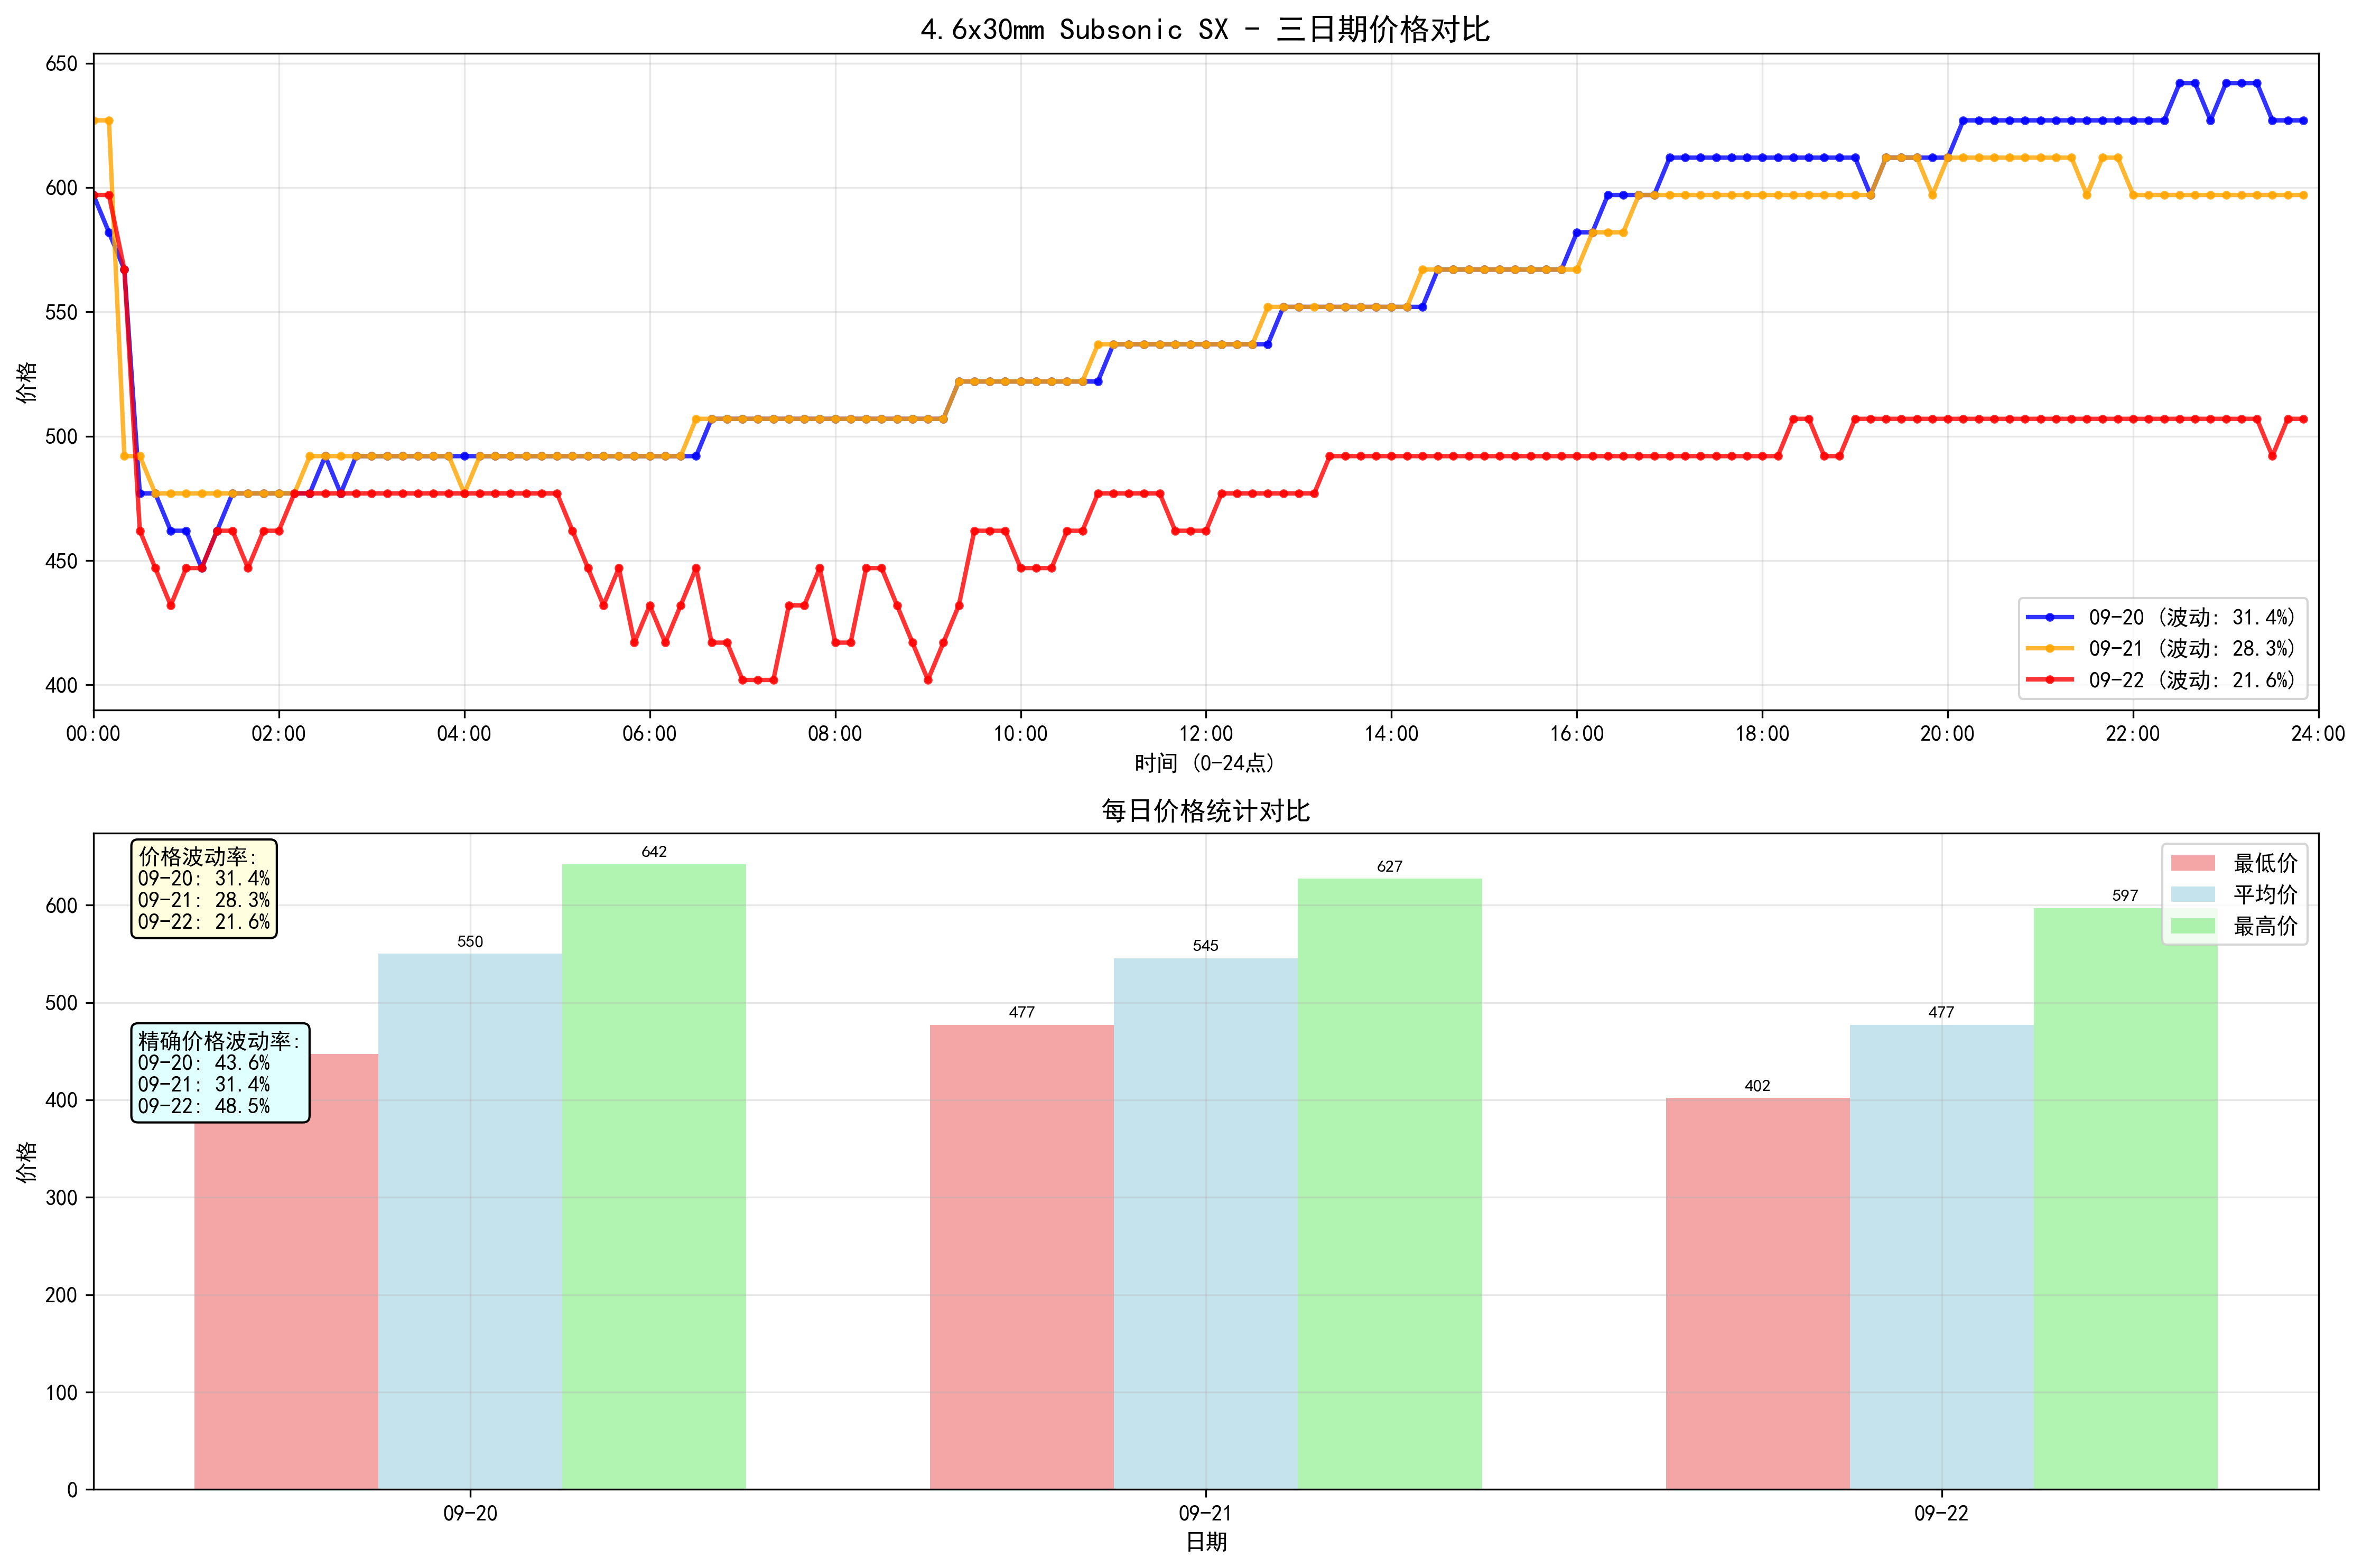 4.6x30mm Subsonic SX - 三日期价格对比
650
600
550
500
450
400
价格
00:00 02:00 04:00 06:00 08:00 10:00 12:00 14:00 16:00 18:00 20:00 22:00 24:00
时间 (0-24点)
09-20 (波动: 31.4%)
09-21 (波动: 28.3%)
09-22 (波动: 21.6%)
每日价格统计对比
价格波动率:
09-20: 31.4%
09-21: 28.3%
09-22: 21.6%
精确价格波动率:
09-20: 43.6%
09-21: 31.4%
09-22: 48.5%
550
642
477
545
627
402
477
597
最低价
平均价
最高价
600
500
400
300
200
100
0
价格
09-20 09-21 09-22
日期